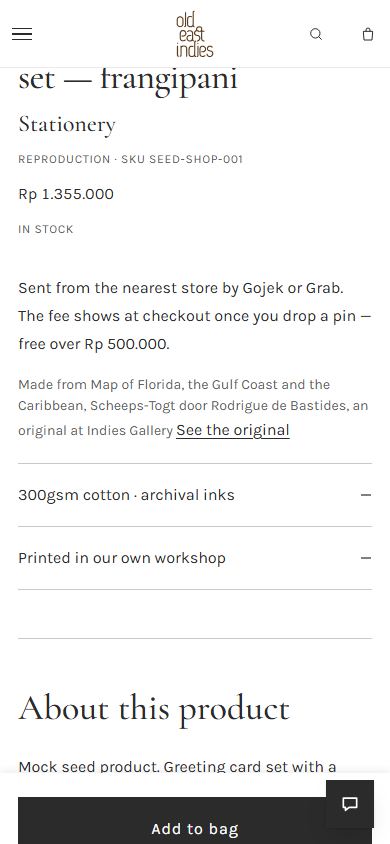 old
east
indies
set — frangipani
Stationery
REPRODUCTION · SKU SEED-SHOP-001
Rp 1.355.000
IN STOCK
Sent from the nearest store by Gojek or Grab.
The fee shows at checkout once you drop a pin —
free over Rp 500.000.
Made from Map of Florida, the Gulf Coast and the
Caribbean, Scheeps-Togt door Rodrigue de Bastides, an
original at Indies Gallery See the original
300gsm cotton · archival inks
Printed in our own workshop
About this product
Mock seed product. Greeting card set with a
Add to bag